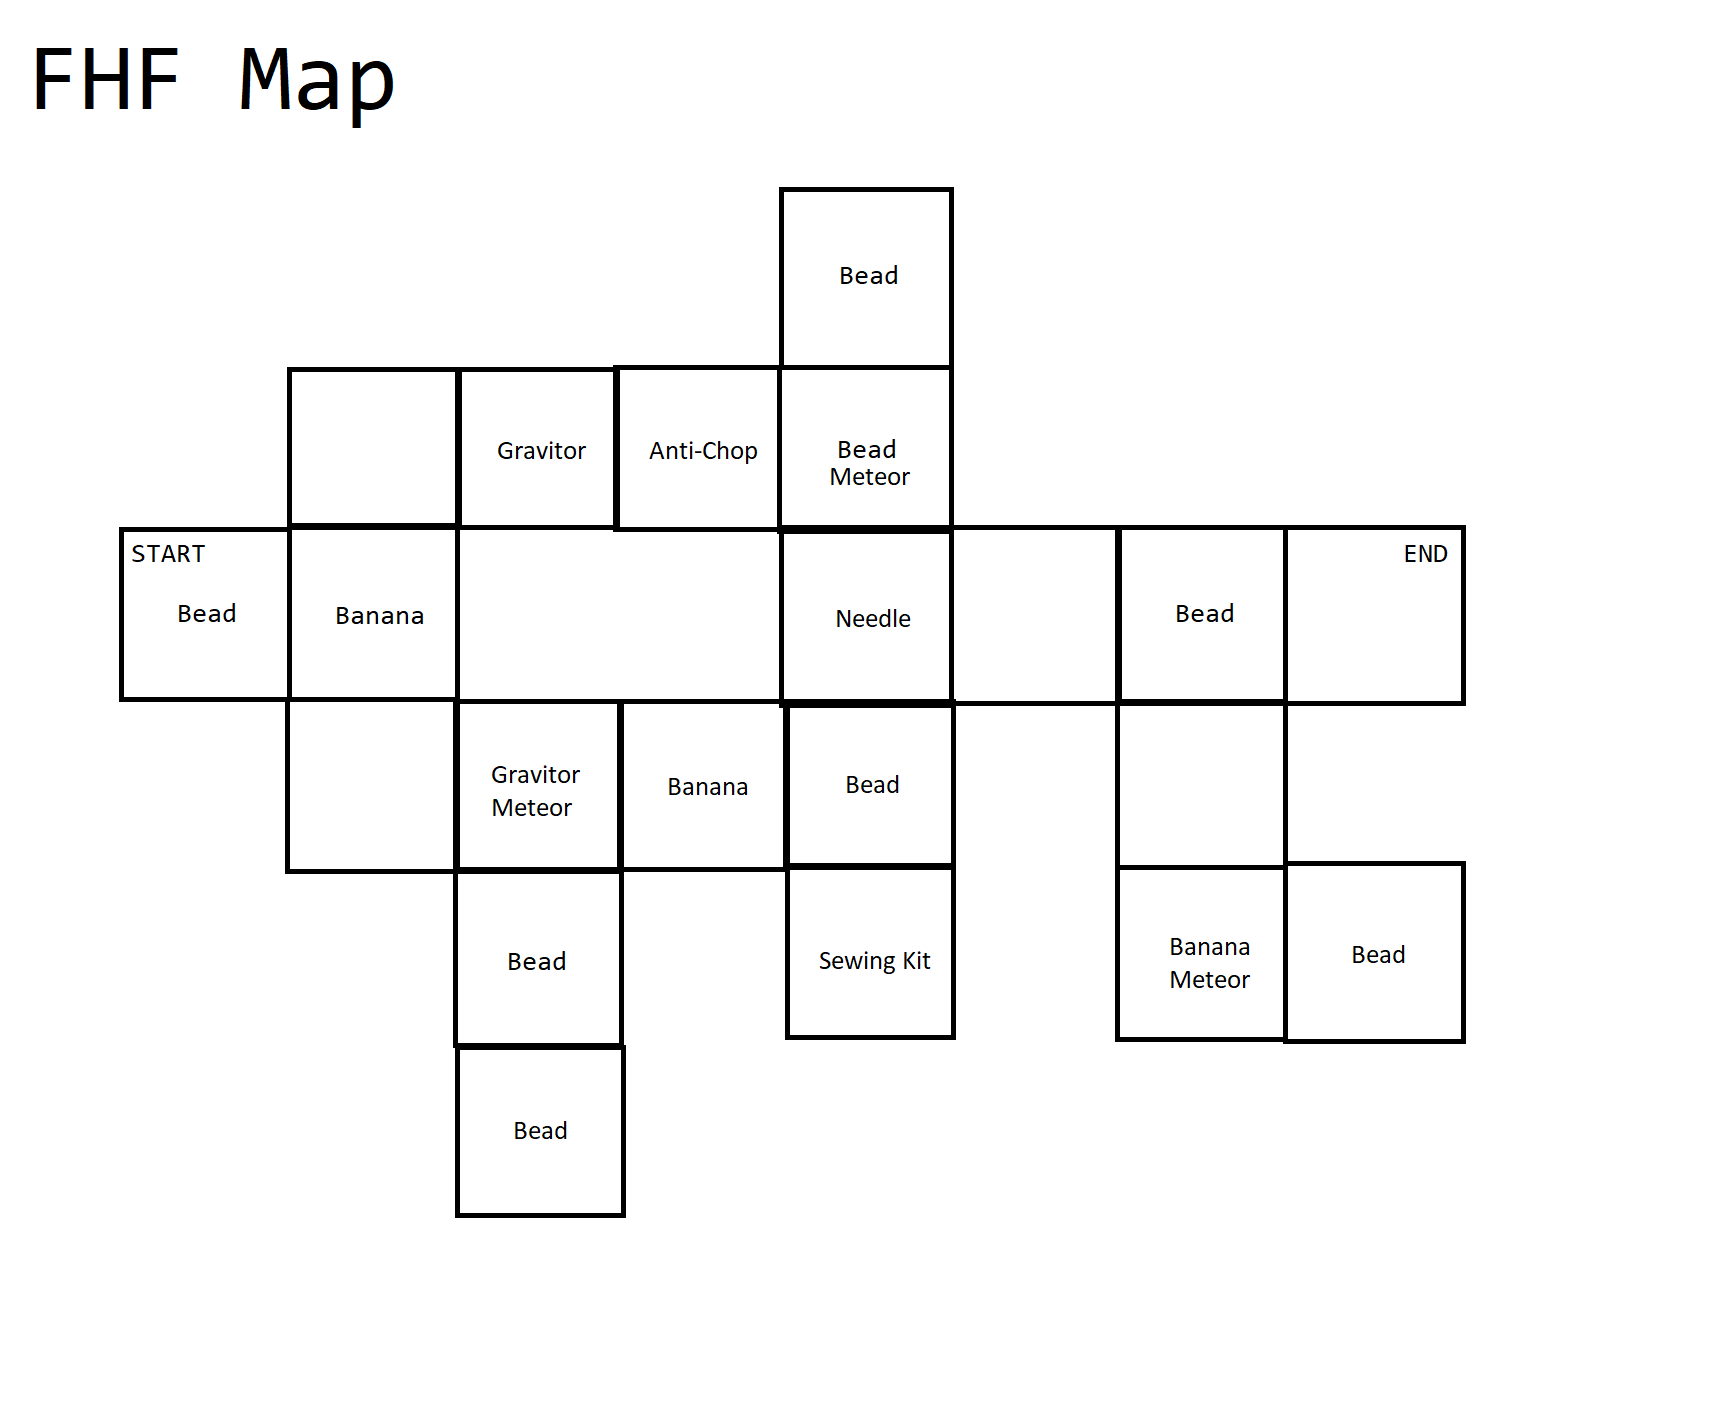 FHF Map
Bead
Gravitor
Anti-Chop
Bead
Meteor
START
END
Bead
Banana
Needle
Bead
Gravitor
Meteor
Banana
Bead
Bead
Sewing Kit
Banana
Meteor
Bead
Bead